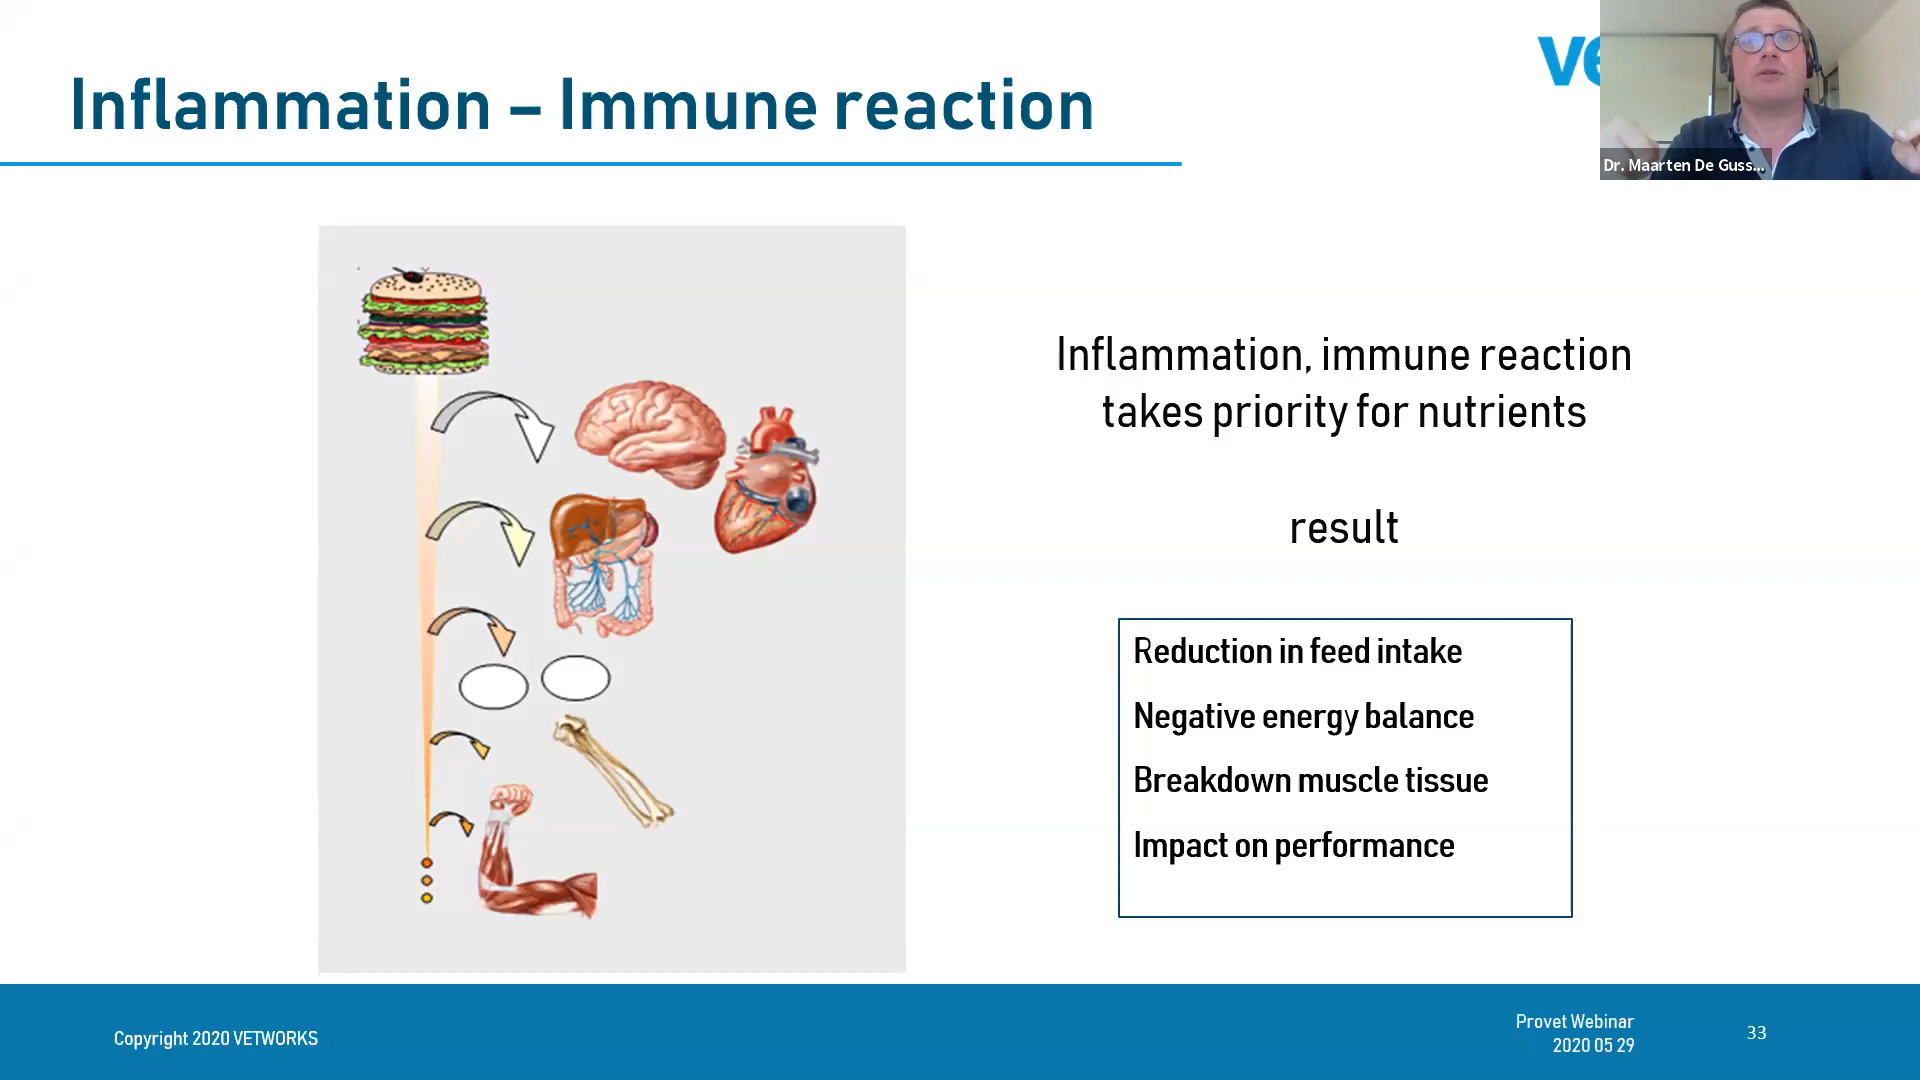 Inflammation – Immune reaction
Dr. Maarten De Guss...
Inflammation, immune reaction
takes priority for nutrients
result
Reduction in feed intake
Negative energy balance
Breakdown muscle tissue
Impact on performance
Copyright 2020 VETWORKS
Provet Webinar
2020 05 29
33